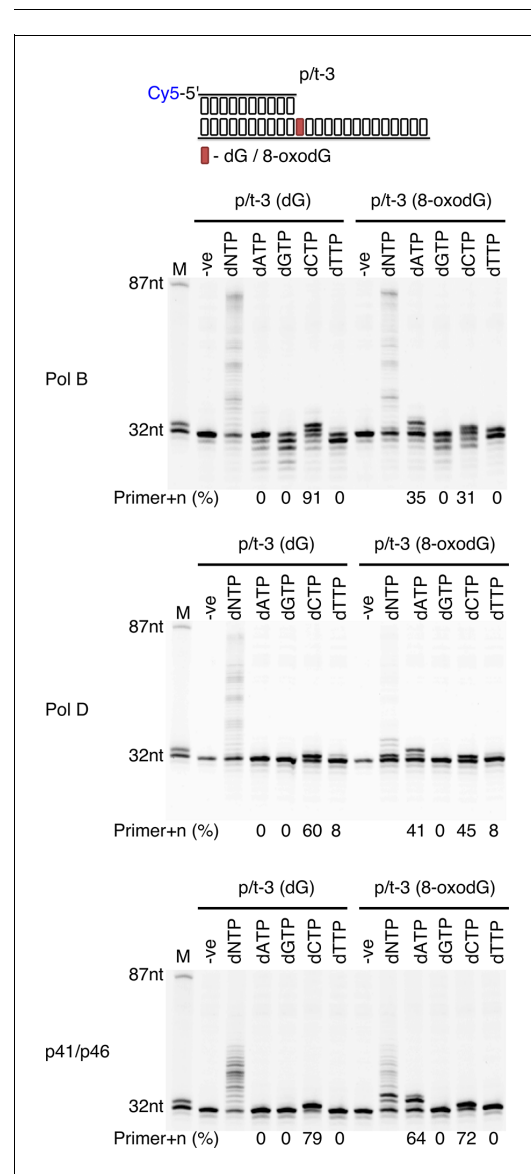 p/t-3
Cy5-5'
- dG / 8-oxodG
p/t-3 (dG) p/t-3 (8-oxodG)
M -ve dNTP dATP dGTP dCTP dTTP -ve dNTP dATP dGTP dCTP dTTP
87nt
Pol B
32nt
Primer+n (%) 0 0 91 0 35 0 31 0
p/t-3 (dG) p/t-3 (8-oxodG)
M -ve dNTP dATP dGTP dCTP dTTP -ve dNTP dATP dGTP dCTP dTTP
87nt
Pol D
32nt
Primer+n (%) 0 0 60 8 41 0 45 8
p/t-3 (dG) p/t-3 (8-oxodG)
M -ve dNTP dATP dGTP dCTP dTTP -ve dNTP dATP dGTP dCTP dTTP
87nt
p41/p46
32nt
Primer+n (%) 0 0 79 0 64 0 72 0